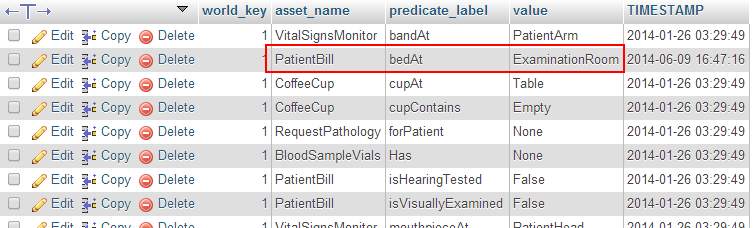 world_key asset_name predicate_label value TIMESTAMP
Edit Copy Delete 1 VitalSignsMonitor bandAt PatientArm 2014-01-26 03:29:49
Edit Copy Delete 1 PatientBill bedAt ExaminationRoom 2014-06-09 16:47:16
Edit Copy Delete 1 CoffeeCup cupAt Table 2014-01-26 03:29:49
Edit Copy Delete 1 CoffeeCup cupContains Empty 2014-01-26 03:29:49
Edit Copy Delete 1 RequestPathology forPatient None 2014-01-26 03:29:49
Edit Copy Delete 1 BloodSampleVials Has None 2014-01-26 03:29:49
Edit Copy Delete 1 PatientBill isHearingTested False 2014-01-26 03:29:49
Edit Copy Delete 1 PatientBill isVisuallyExamined False 2014-01-26 03:29:49
Edit Copy Delete 1 VitalSignsMonitor mouthpieceAt PatientHead 2014-01-26 03:29:49